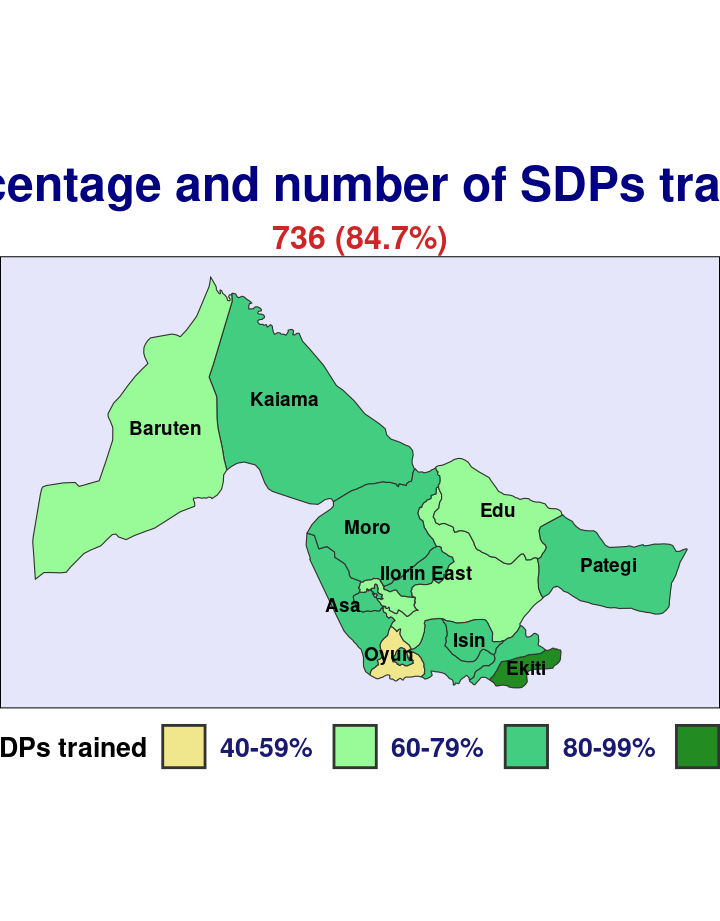 centage and number of SDPs tra
736 (84.7%)
Kaiama
Baruten
Edu
Moro
Pategi
Ilorin East
Asa
Isin
Oyun
Ekiti
DPs trained 40-59% 60-79% 80-99%